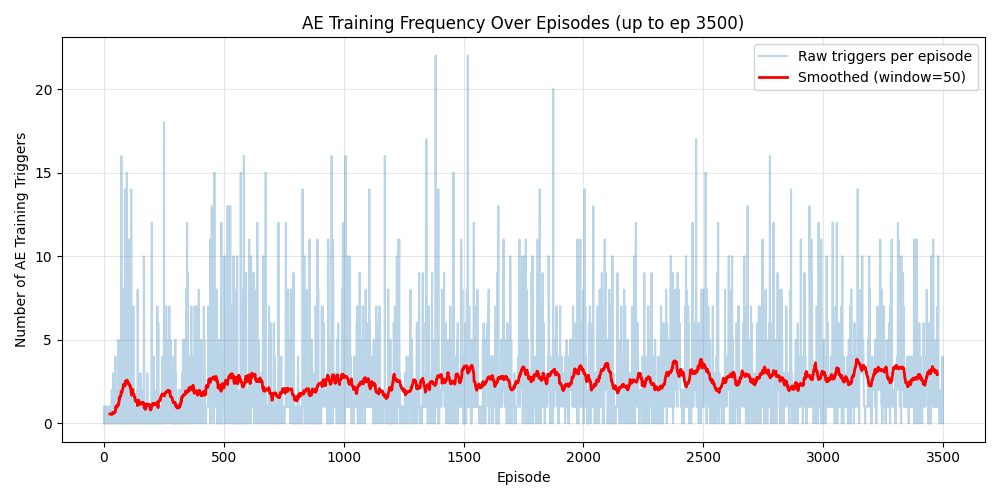 AE Training Frequency Over Episodes (up to ep 3500)
Raw triggers per episode
Smoothed (window=50)
Number of AE Training Triggers
20
15
10
5
0
0 500 1000 1500 2000 2500 3000 3500
Episode